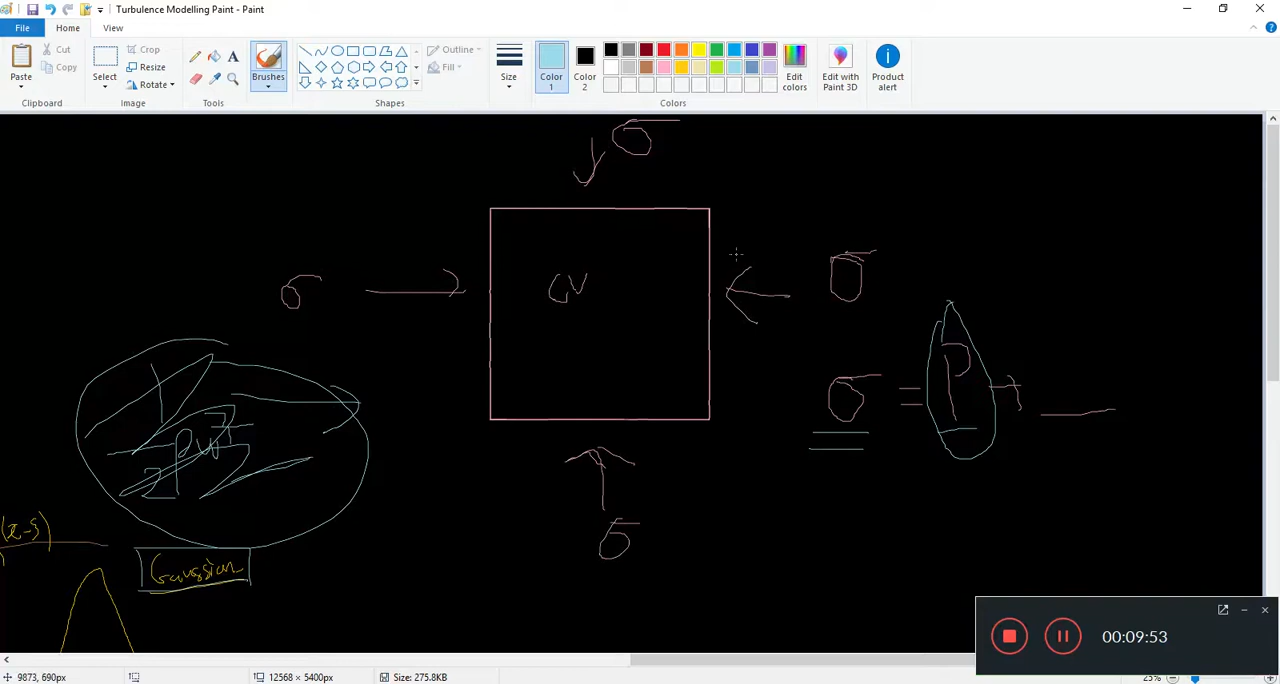 Turbulence Modelling Paint - Paint
File Home View
Paste Cut Copy
Clipboard
Select Crop Resize Rotate
Image
Tools
Brushes
Shapes
Outline Fill
Size
Color 1
Color 2
Edit colors
Colors
Edit with Paint 3D
Product alert
σ
σ
CV
σ
σ = P +
σ
(x-ξ)
Gaussian
00:09:53
9873, 690px
12568 × 5400px
Size: 275.8KB
25%